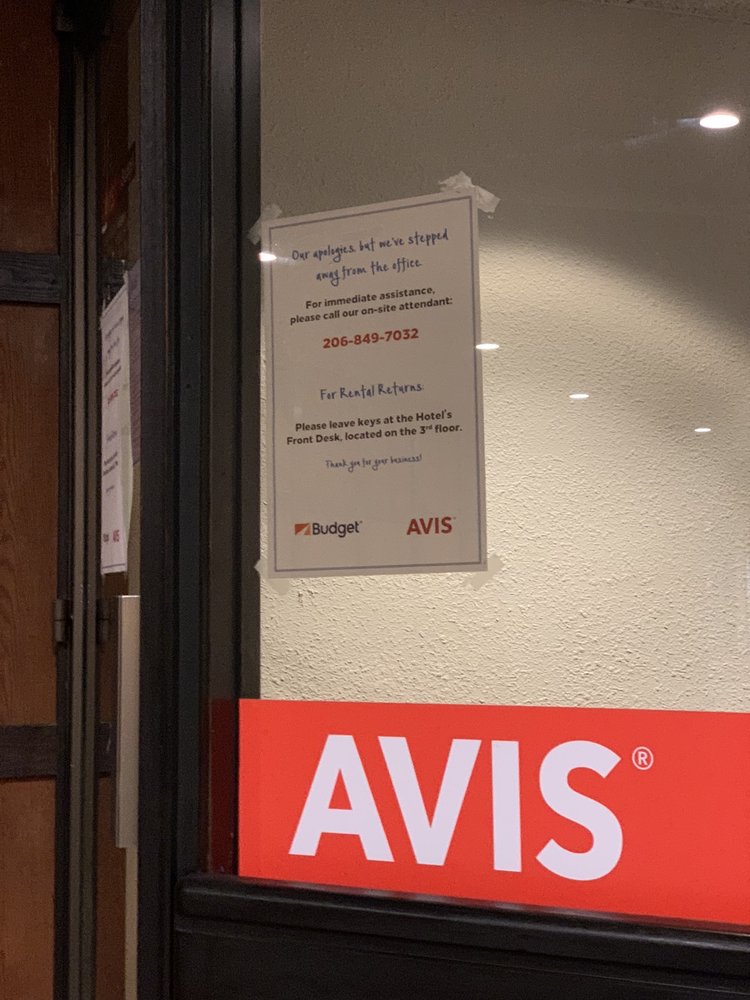 Our apologies, but we've stepped
away from the office
For immediate assistance,
please call our on-site attendant:
206-849-7032
For Rental Returns:
Please leave keys at the Hotel's
Front Desk, located on the 3rd floor.
Thank you for your business!
Budget AVIS
AVIS®